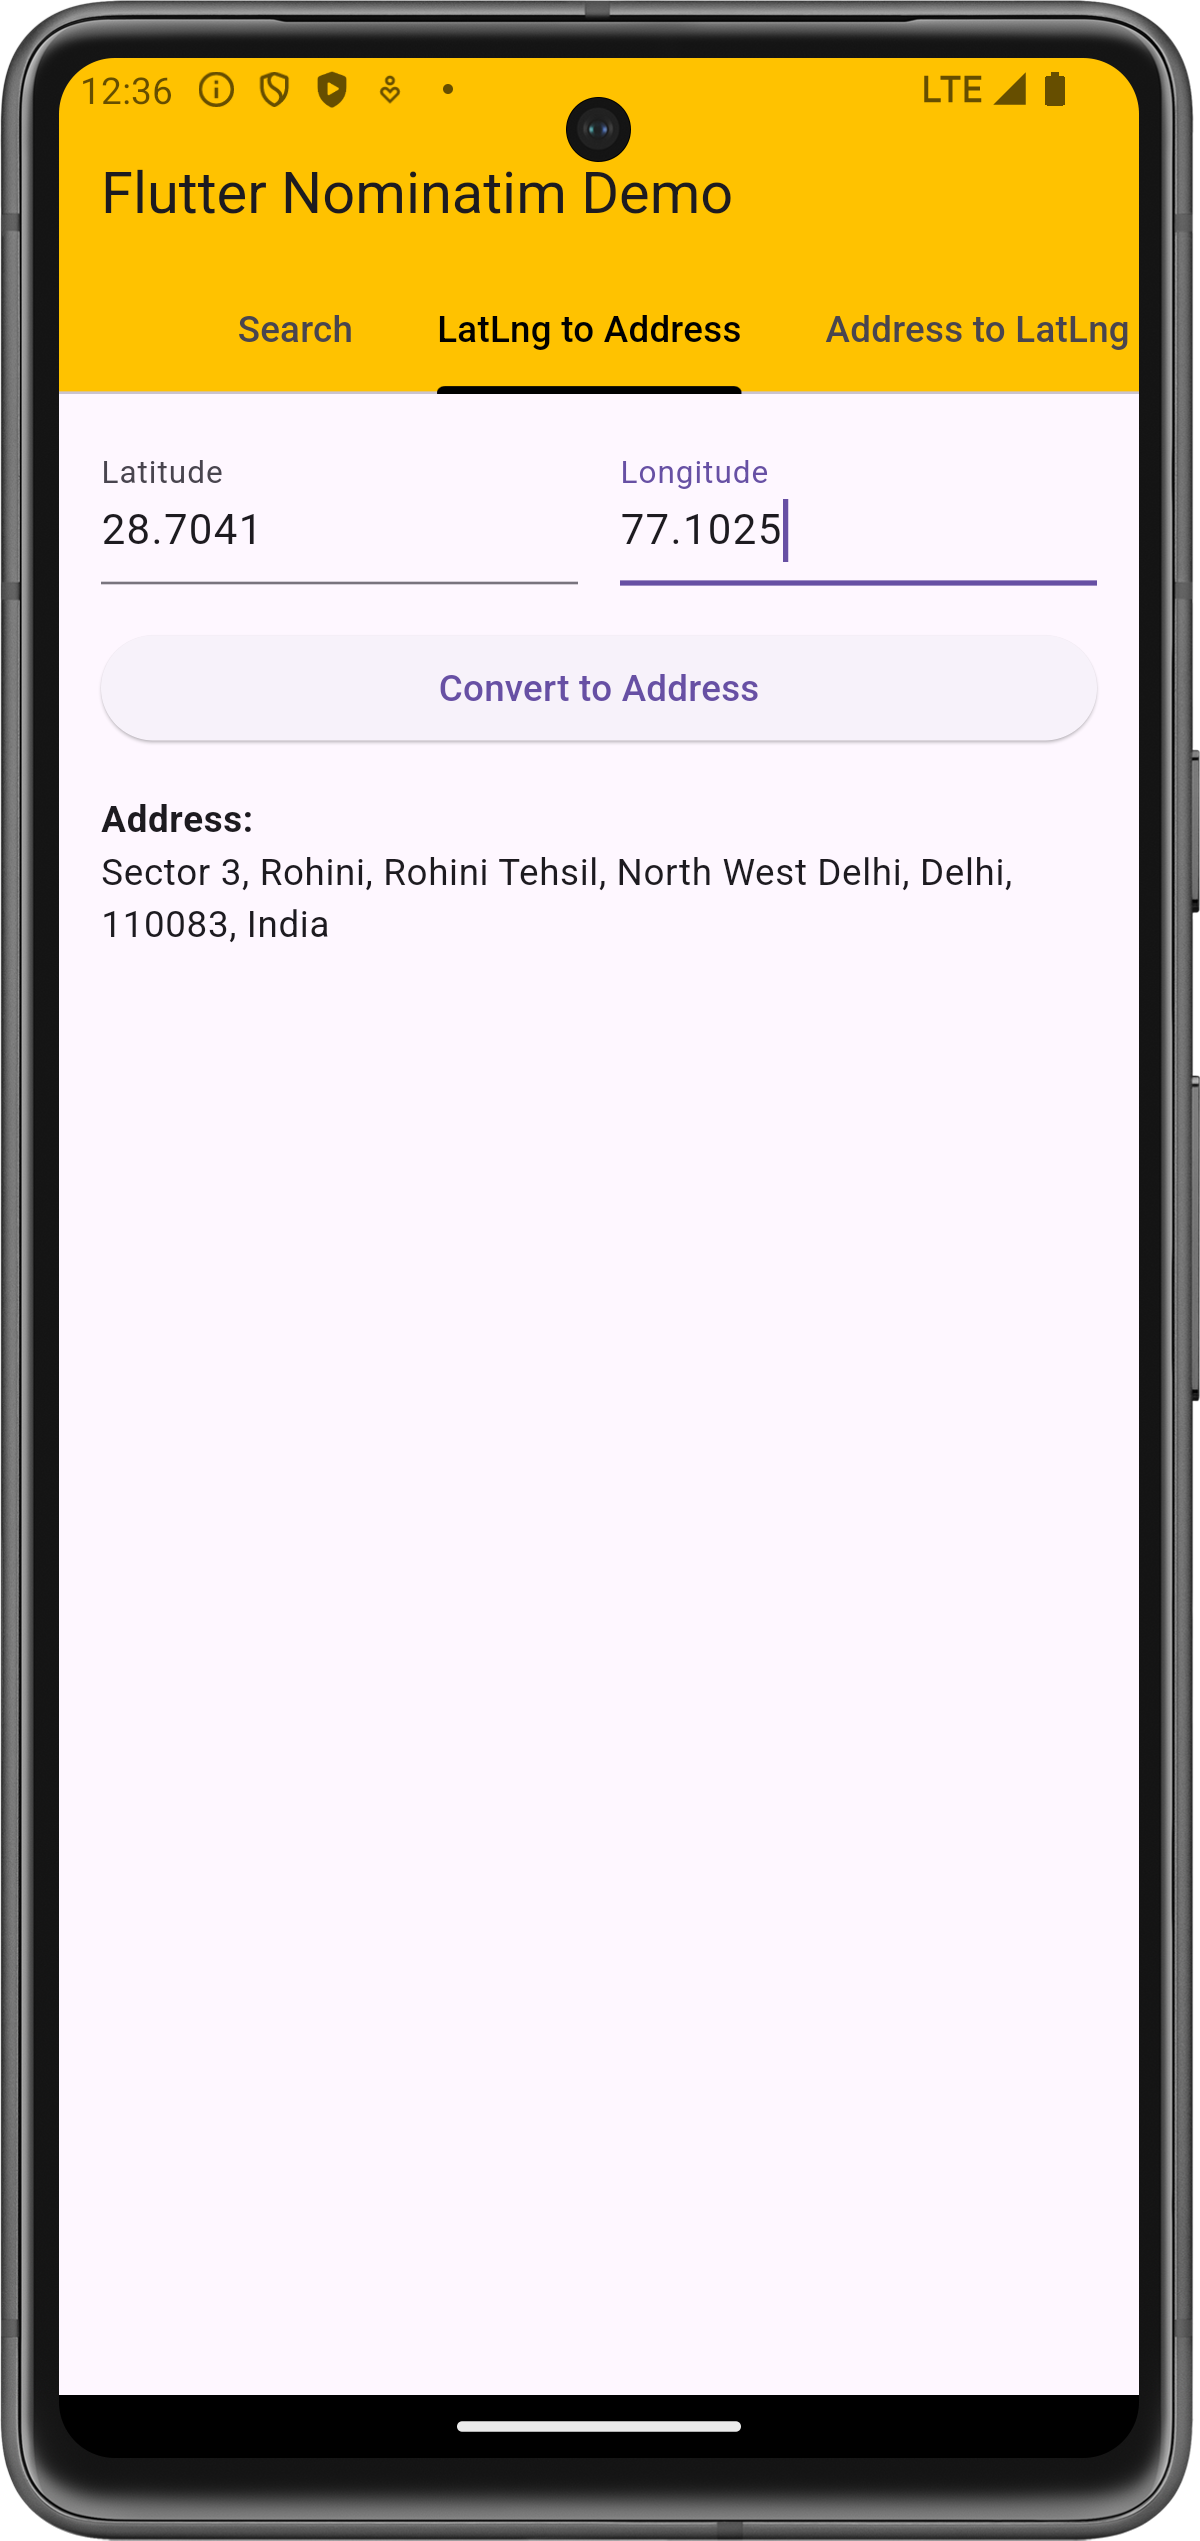 12:36 LTE
Flutter Nominatim Demo
Search LatLng to Address Address to LatLng
Latitude Longitude
28.7041 77.1025
Convert to Address
Address:
Sector 3, Rohini, Rohini Tehsil, North West Delhi, Delhi,
110083, India